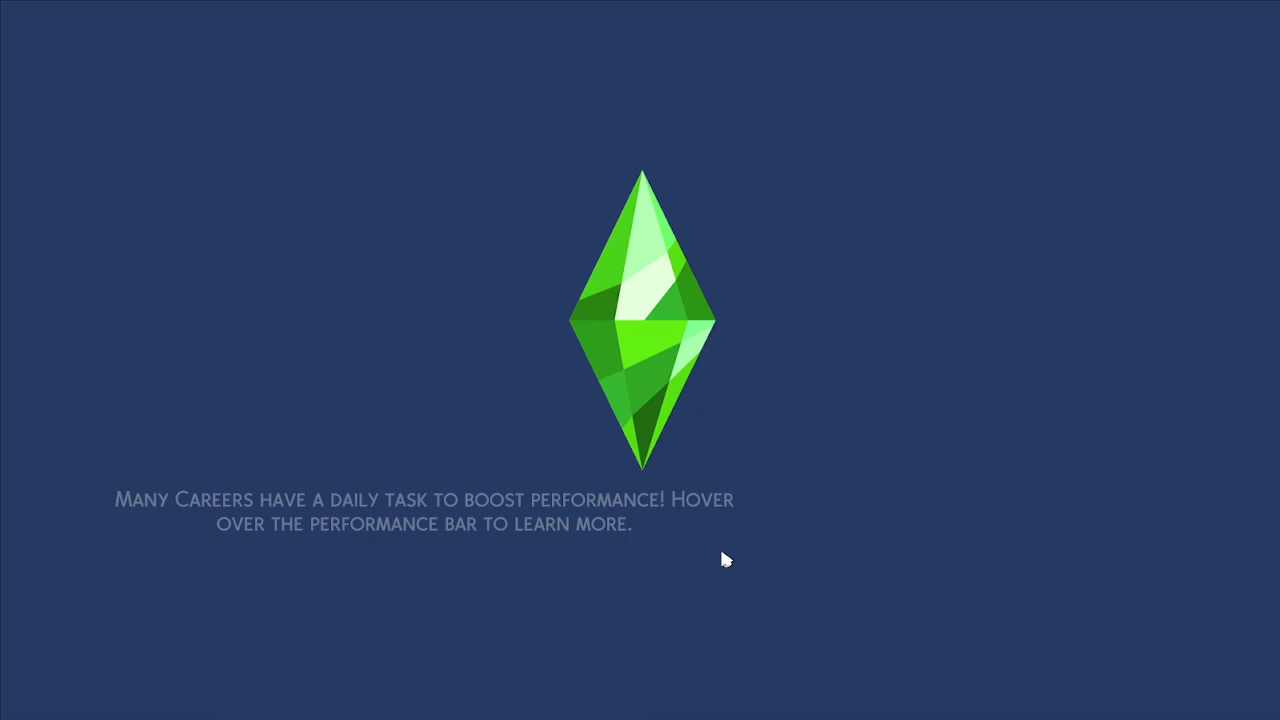 Many Careers have a daily task to boost performance! Hover
over the performance bar to learn more.